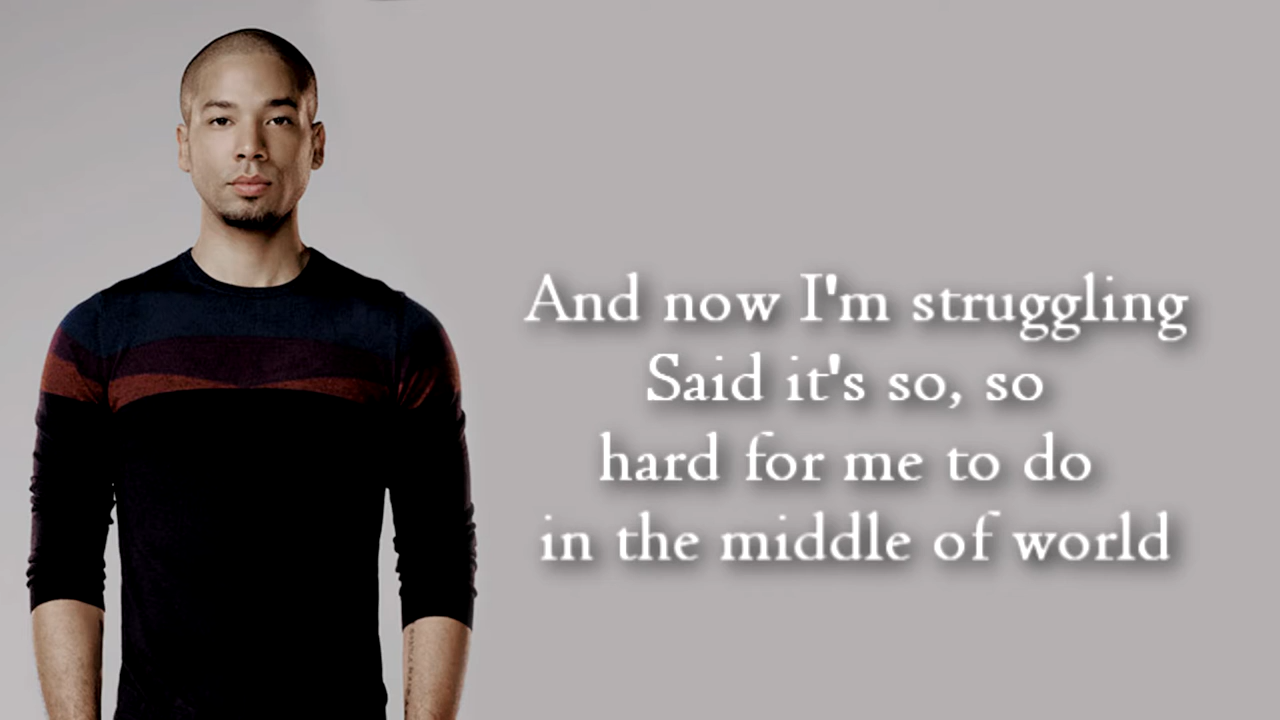 And now I'm struggling
Said it's so, so
hard for me to do
in the middle of world